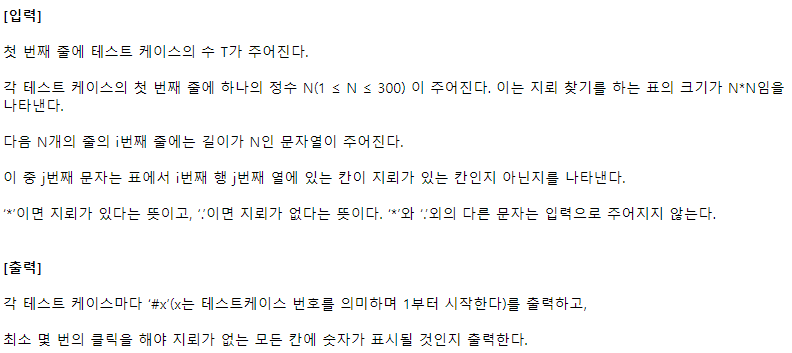 [입력]
첫 번째 줄에 테스트 케이스의 수 T가 주어진다.
각 테스트 케이스의 첫 번째 줄에 하나의 정수 N(1 ≤ N ≤ 300) 이 주어진다. 이는 지뢰 찾기를 하는 표의 크기가 N*N임을
나타낸다.
다음 N개의 줄의 i번째 줄에는 길이가 N인 문자열이 주어진다.
이 중 j번째 문자는 표에서 i번째 행 j번째 열에 있는 칸이 지뢰가 있는 칸인지 아닌지를 나타낸다.
‘*’이면 지뢰가 있다는 뜻이고, ‘.’이면 지뢰가 없다는 뜻이다. ‘*’와 ‘.’외의 다른 문자는 입력으로 주어지지 않는다.
[출력]
각 테스트 케이스마다 ‘#x’(x는 테스트케이스 번호를 의미하며 1부터 시작한다)를 출력하고,
최소 몇 번의 클릭을 해야 지뢰가 없는 모든 칸에 숫자가 표시될 것인지 출력한다.